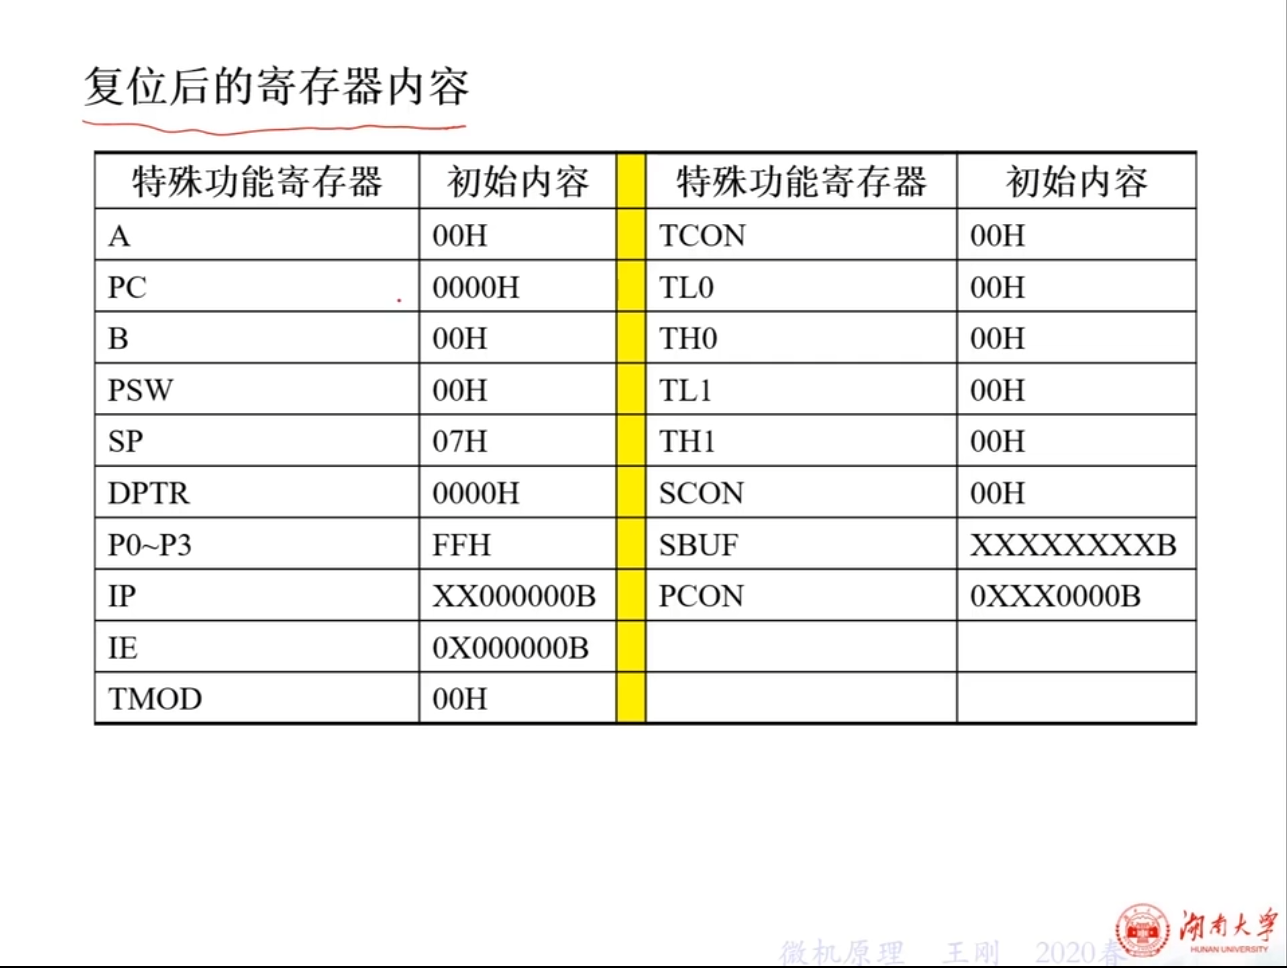 复位后的寄存器内容
特殊功能寄存器 初始内容 特殊功能寄存器 初始内容
A 00H TCON 00H
PC 0000H TL0 00H
B 00H TH0 00H
PSW 00H TL1 00H
SP 07H TH1 00H
DPTR 0000H SCON 00H
P0~P3 FFH SBUF XXXXXXXXB
IP XX000000B PCON 0XXX0000B
IE 0X000000B
TMOD 00H
湖南大学
HUNAN UNIVERSITY
微机原理 王刚 2020春